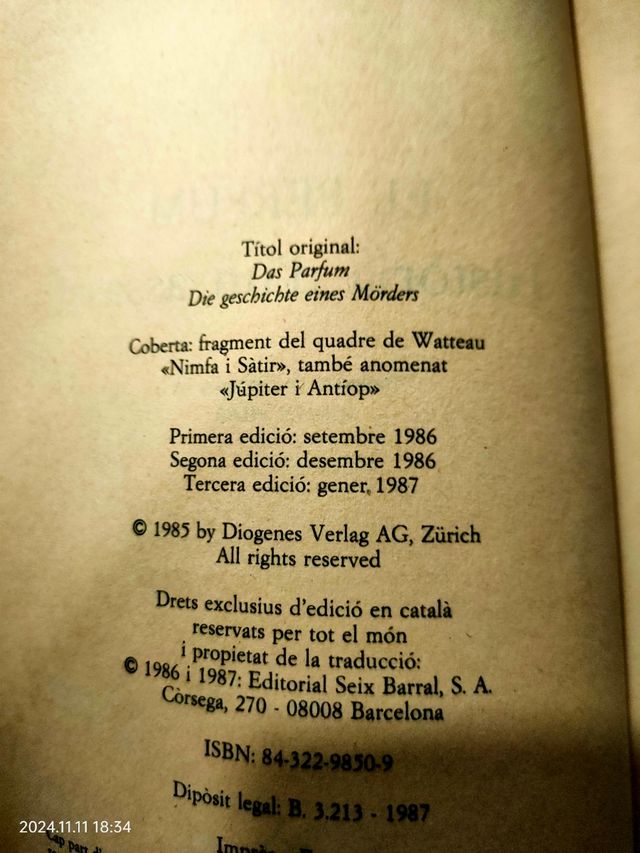 Títol original:
Das Parfum
Die geschichte eines Mörders
Coberta: fragment del quadre de Watteau
«Nimfa i Sàtir», també anomenat
«Júpiter i Antíop»
Primera edició: setembre 1986
Segona edició: desembre 1986
Tercera edició: gener, 1987
© 1985 by Diogenes Verlag AG, Zürich
All rights reserved
Drets exclusius d'edició en català
reservats per tot el món
i propietat de la traducció:
© 1986 i 1987: Editorial Seix Barral, S. A.
Còrsega, 270 - 08008 Barcelona
ISBN: 84-322-9850-9
Dipòsit legal: B. 3.213 - 1987
2024.11.11 18:34
Cap part